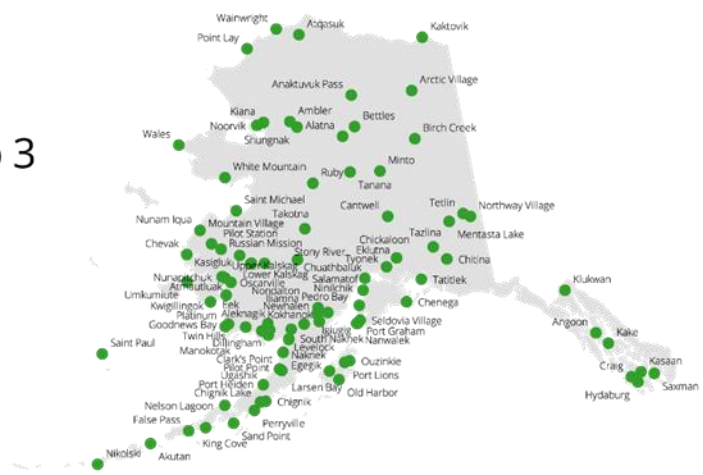 Wainwright
Atqasuk
Kaktovik
Point Lay
Anaktuvuk Pass
Arctic Village
Kiana
Ambler
Bettles
Noorvik
Alatna
Shungnak
Birch Creek
3
Wales
White Mountain
Ruby
Minto
Tanana
Saint Michael
Takotna
Cantwell
Tetlin
Northway Village
Nunam Iqua
Mountain Village
Pilot Station
Chickaloon
Tazlina
Mentasta Lake
Chevak
Russian Mission
Stony River
Eklutna
Kasigluk
Upper Kalskag
Chuathbaluk
Tyonek
Chitina
Nunapitchuk
Lower Kalskag
Salamatof
Tatitlek
Klukwan
Atmautluak
Oscarville
Ninilchik
Umkumiute
Nondalton
Kwigillingok
Eek
Iliamna
Pedro Bay
Chenega
Platinum
Newhalen
Aleknagik
Kokhanok
Seldovia Village
Angoon
Goodnews Bay
Igiugig
Port Graham
Kake
Twin Hills
Dillingham
South Naknek
Nanwalek
Saint Paul
Manokotak
Levelock
Clark's Point
Naknek
Ouzinkie
Craig
Kasaan
Pilot Point
Egegik
Ugashik
Port Lions
Saxman
Port Heiden
Larsen Bay
Old Harbor
Hydaburg
Chignik Lake
Nelson Lagoon
Chignik
False Pass
Perryville
Sand Point
King Cove
Nikolski
Akutan